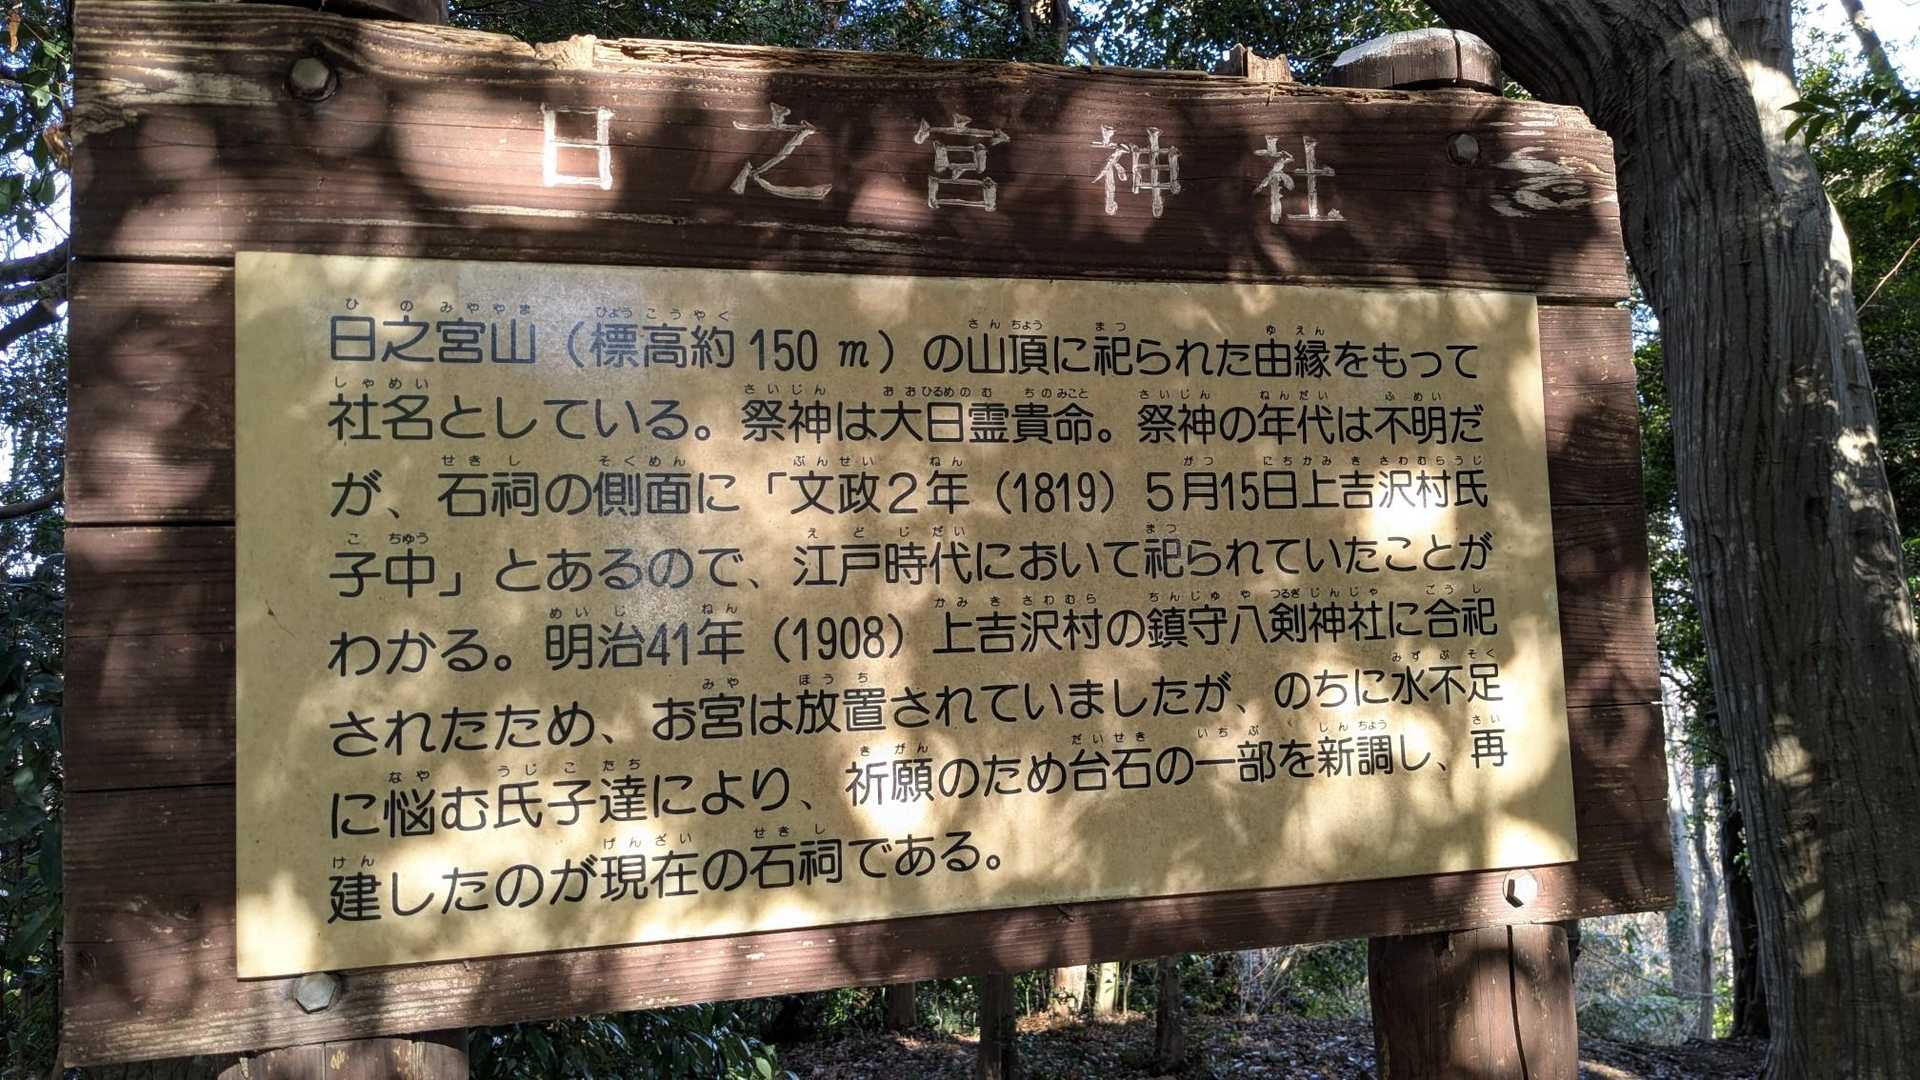 日之宮神社
日之宮山（標高約150m）の山頂に祀られた由縁をもって
社名としている。祭神は大日霊貴命。祭神の年代は不明だ
が、石祠の側面に「文政２年（1819）５月15日上吉沢村氏
子中」とあるので、江戸時代において祀られていたことが
わかる。明治41年（1908）上吉沢村の鎮守八剣神社に合祀
されたため、お宮は放置されていましたが、のちに水不足
に悩む氏子達により、祈願のため台石の一部を新調し、再
建したのが現在の石祠である。